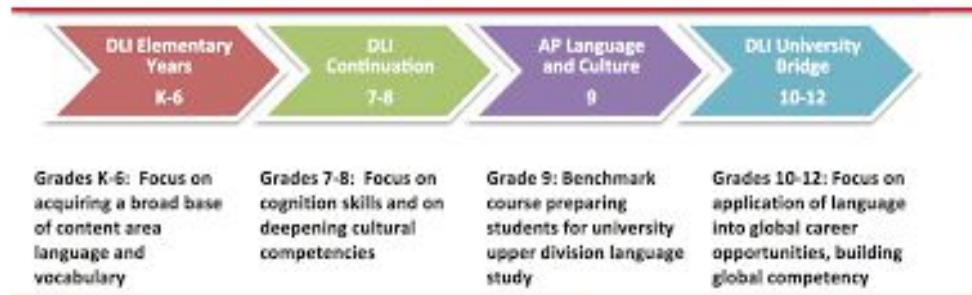 DLI Elementary
Years
K-6
DLI
Continuation
7-8
AP Language
and Culture
9
DLI University
Bridge
10-12
Grades K-6: Focus on
acquiring a broad base
of content area
language and
vocabulary
Grades 7-8: Focus on
cognition skills and on
deepening cultural
competencies
Grade 9: Benchmark
course preparing
students for university
upper division language
study
Grades 10-12: Focus on
application of language
into global career
opportunities, building
global competency